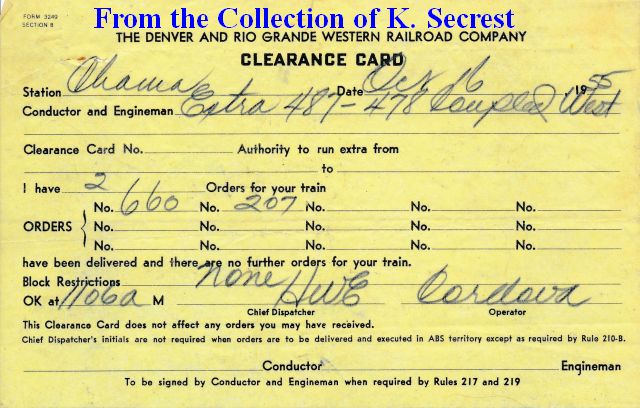 From the Collection of K. Secrest
FORM 3249
SECTION B
THE DENVER AND RIO GRANDE WESTERN RAILROAD COMPANY
CLEARANCE CARD
Station Chama Date Oct 16 1955
Conductor and Engineman Extra 487-478 Coupled West
Clearance Card No. Authority to run extra from
to
I have 2 Orders for your train
No. 660 No. 207 No. No. No.
ORDERS No. No. No. No. No.
No. No. No. No. No.
have been delivered and there are no further orders for your train.
Block Restrictions None
OK at 1106a M HWE Cordova
Chief Dispatcher Operator
This Clearance Card does not affect any orders you may have received.
Chief Dispatcher's initials are not required when orders are to be delivered and executed in ABS territory except as required by Rule 210-B.
Conductor Engineman
To be signed by Conductor and Engineman when required by Rules 217 and 219